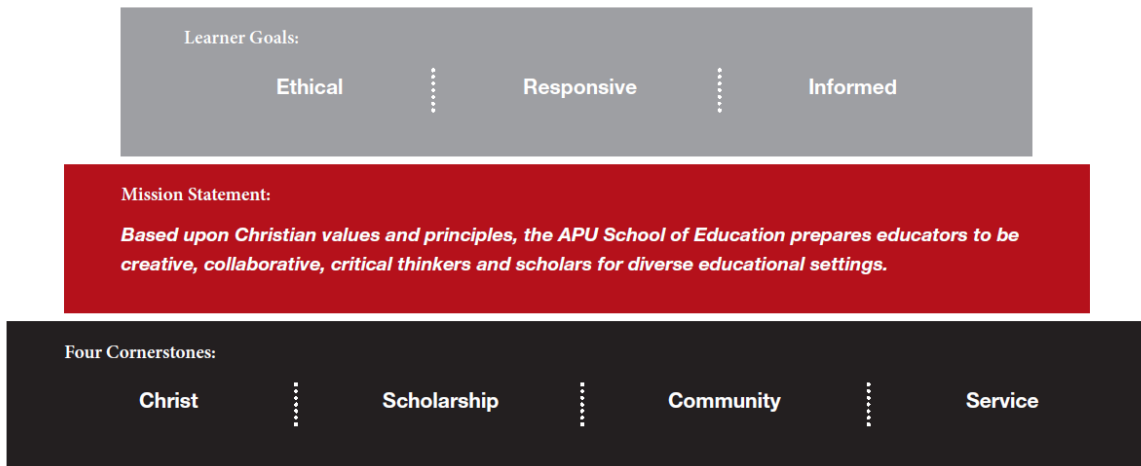 Learner Goals:
Ethical Responsive Informed
Mission Statement:
Based upon Christian values and principles, the APU School of Education prepares educators to be
creative, collaborative, critical thinkers and scholars for diverse educational settings.
Four Cornerstones:
Christ Scholarship Community Service